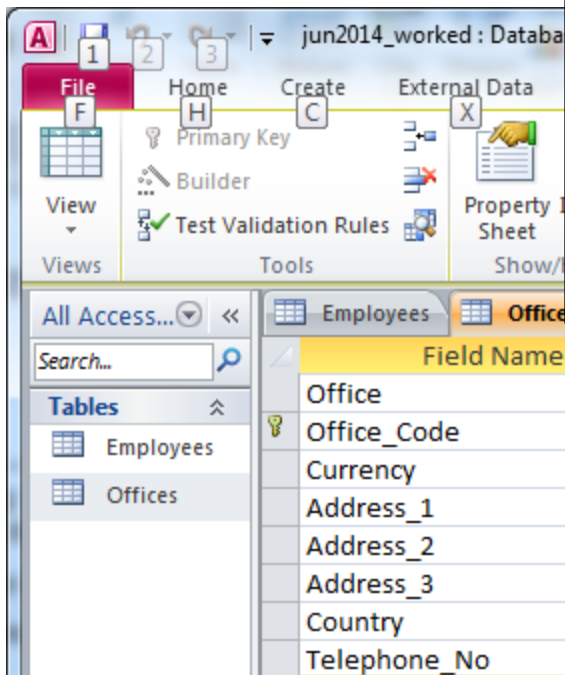 A jun2014_worked : Databa
1 2 3
File Home Create External Data
F H C X
Primary Key
Builder
Test Validation Rules
View
Property
Sheet
Views Tools Show/
All Access... «
Employees Office
Search...
Field Name
Tables
Employees
Offices
Office
Office_Code
Currency
Address_1
Address_2
Address_3
Country
Telephone_No